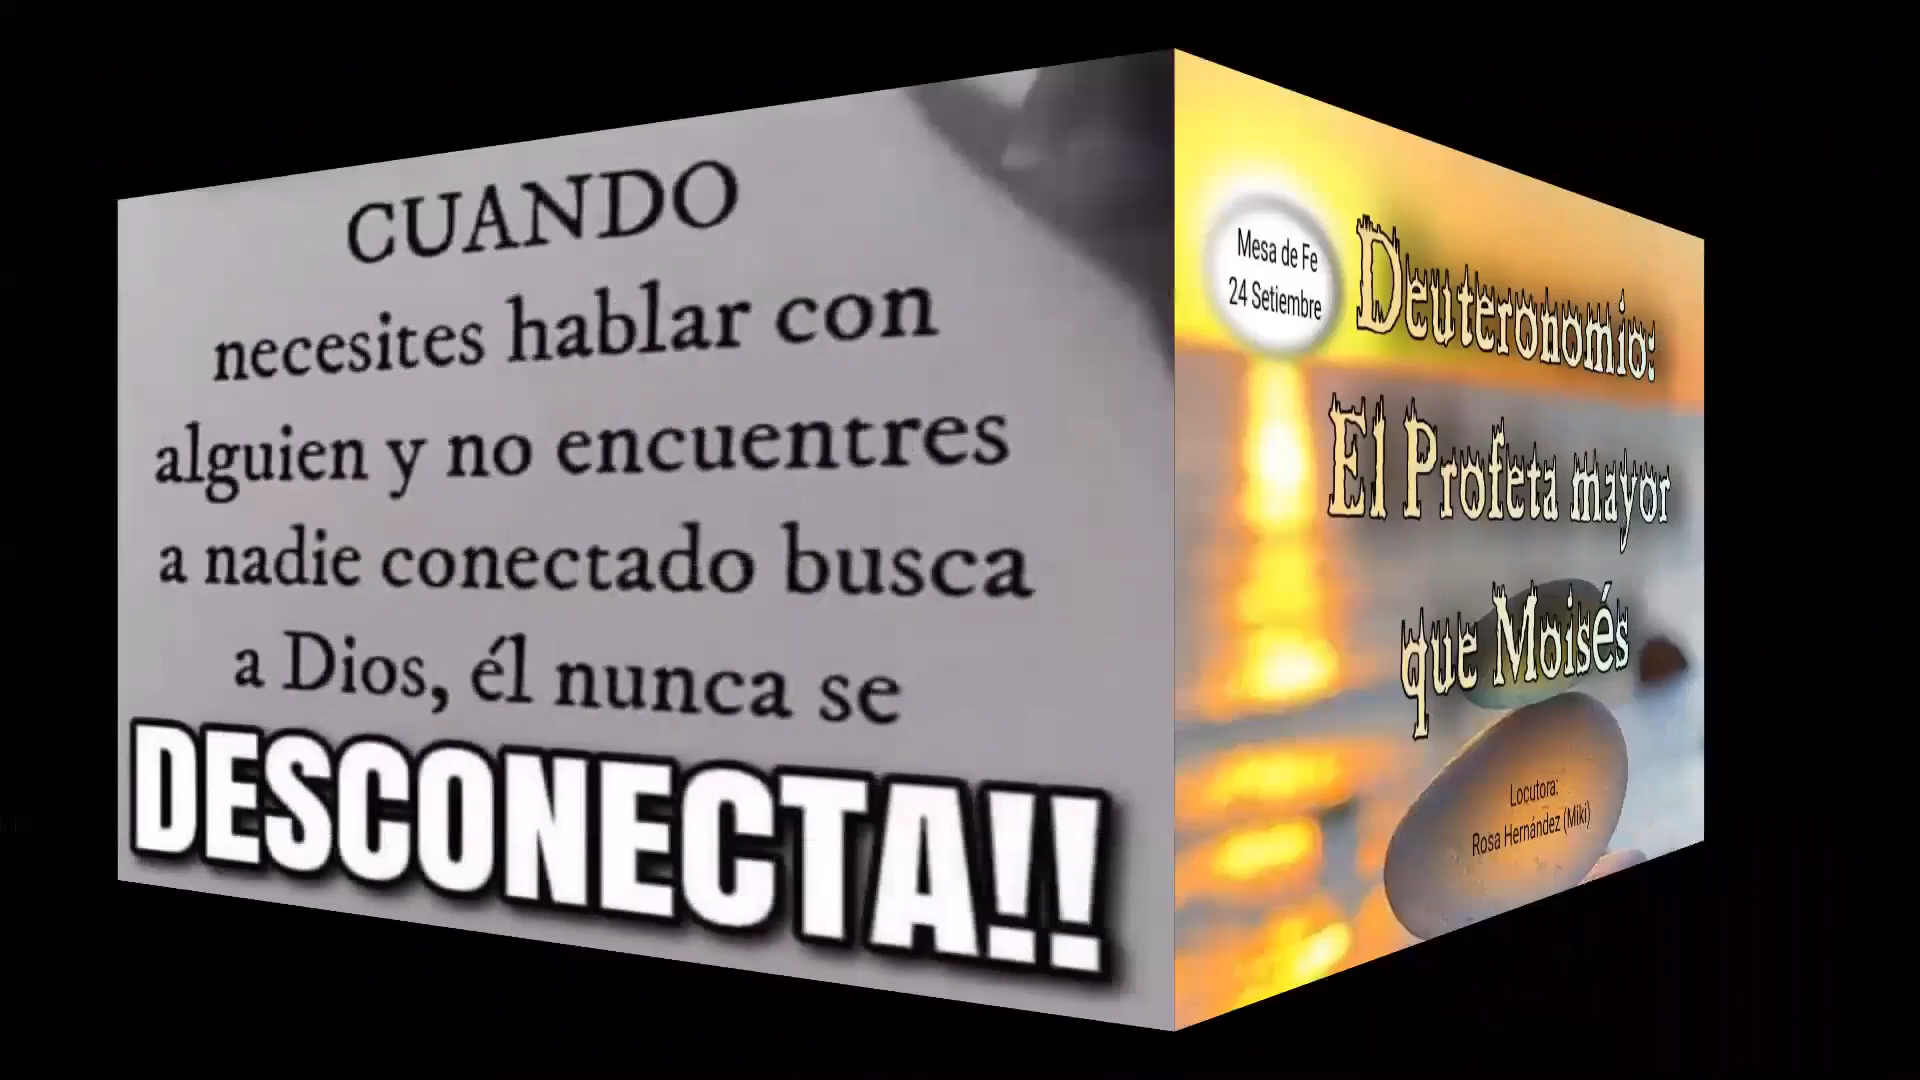 CUANDO
necesites hablar con
alguien y no encuentres
a nadie conectado busca
a Dios, él nunca se
DESCONECTA!!
Mesa de Fe
24 Setiembre
Deuteronomio:
El Profeta mayor
que Moisés
Locutora:
Rosa Hernández (Miki)